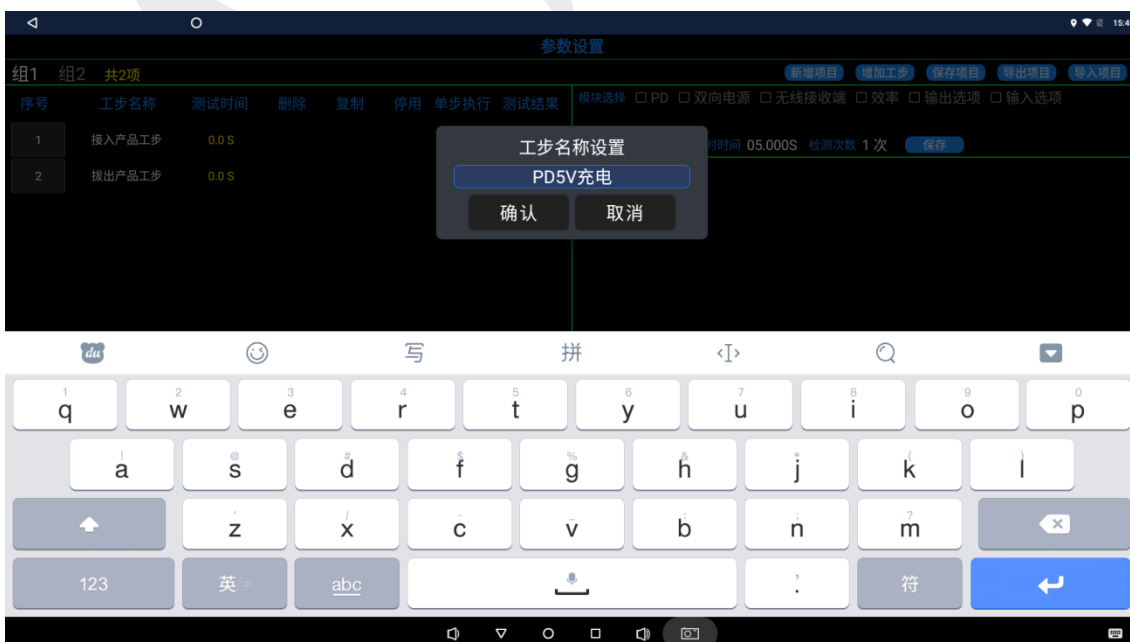 15:4
参数设置
组1 组2 共2项 新增项目 增加工步 保存项目 导出项目 导入项目
序号 工步名称 测试时间 删除 复制 停用 单步执行 测试结果 模块选择 PD 双向电源 无线接收端 效率 输出选项 输入选项
1 接入产品工步 0.0 S
时时间 05.000S 检测次数 1 次 保存
2 拨出产品工步 0.0 S
工步名称设置
PD5V充电
确认 取消
du 写 拼
1 2 3 4 5 6 7 8 9 0
q w e r t y u i o p
! @ # $ % & * ( )
a s d f g h j k l
z x c v b n m
123 英/中 abc 符